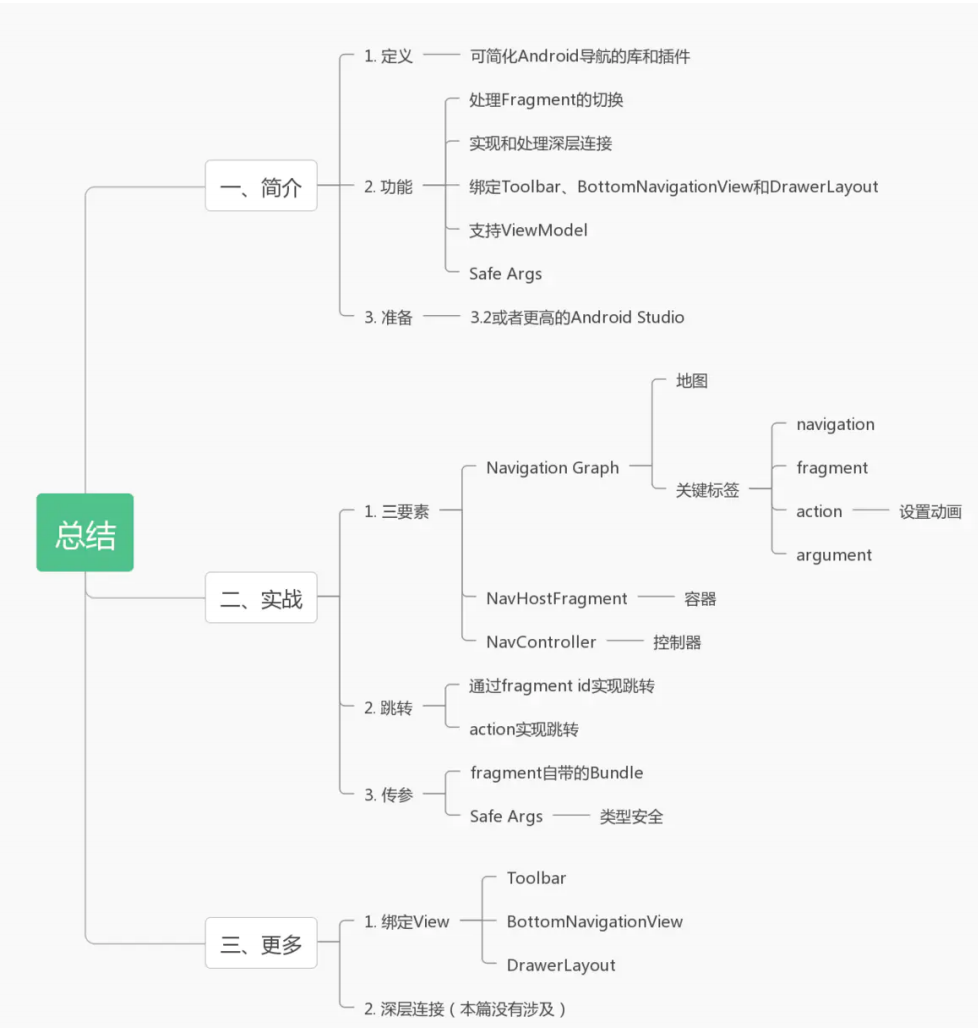 总结
一、简介
1. 定义
可简化Android导航的库和插件
2. 功能
处理Fragment的切换
实现和处理深层连接
绑定Toolbar、BottomNavigationView和DrawerLayout
支持ViewModel
Safe Args
3. 准备
3.2或者更高的Android Studio
二、实战
1. 三要素
Navigation Graph
地图
关键标签
navigation
fragment
action
设置动画
argument
NavHostFragment
容器
NavController
控制器
2. 跳转
通过fragment id实现跳转
action实现跳转
3. 传参
fragment自带的Bundle
Safe Args
类型安全
三、更多
1. 绑定View
Toolbar
BottomNavigationView
DrawerLayout
2. 深层连接（本篇没有涉及）